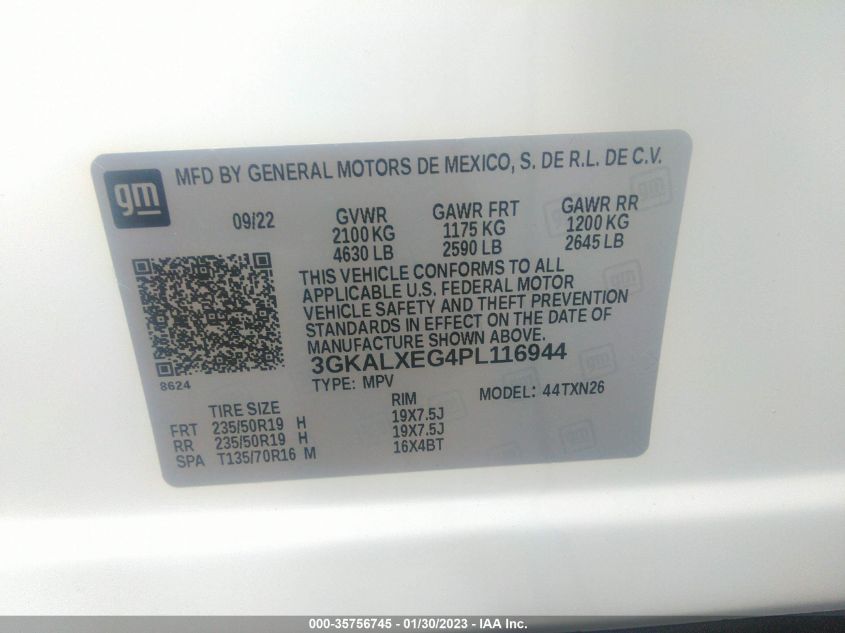 gm
MFD BY GENERAL MOTORS DE MEXICO, S. DE R.L. DE C.V.
09/22 GVWR GAWR FRT GAWR RR
2100 KG 1175 KG 1200 KG
4630 LB 2590 LB 2645 LB
THIS VEHICLE CONFORMS TO ALL
APPLICABLE U.S. FEDERAL MOTOR
VEHICLE SAFETY AND THEFT PREVENTION
STANDARDS IN EFFECT ON THE DATE OF
MANUFACTURE SHOWN ABOVE.
3GKALXEG4PL116944
8624
TYPE: MPV MODEL: 44TXN26
TIRE SIZE RIM
FRT 235/50R19 H 19X7.5J
RR 235/50R19 H 19X7.5J
SPA T135/70R16 M 16X4BT
000-35756745 - 01/30/2023 - IAA Inc.